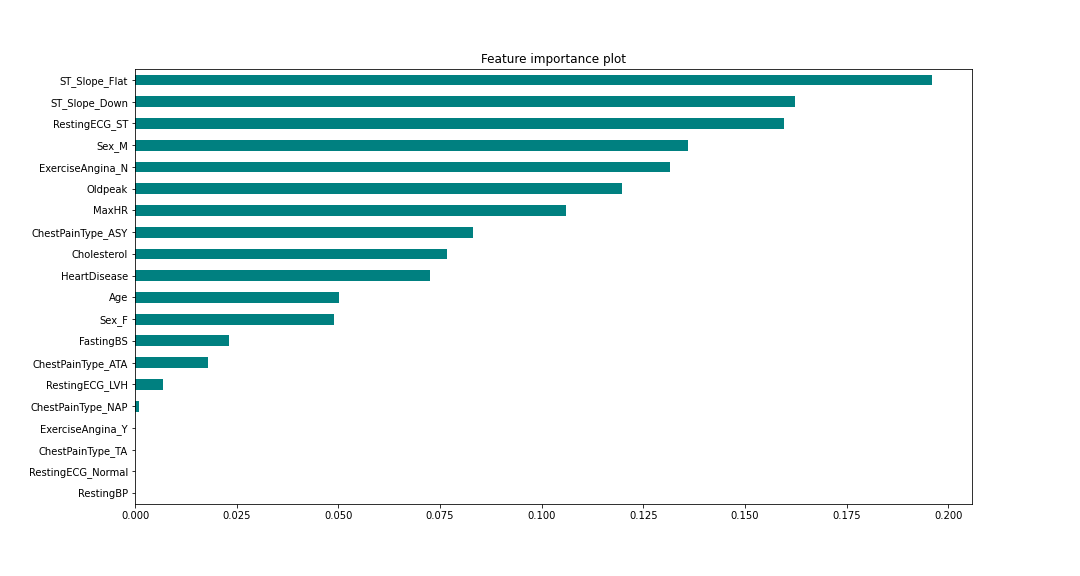 Feature importance plot
ST_Slope_Flat
ST_Slope_Down
RestingECG_ST
Sex_M
ExerciseAngina_N
Oldpeak
MaxHR
ChestPainType_ASY
Cholesterol
HeartDisease
Age
Sex_F
FastingBS
ChestPainType_ATA
RestingECG_LVH
ChestPainType_NAP
ExerciseAngina_Y
ChestPainType_TA
RestingECG_Normal
RestingBP
0.000 0.025 0.050 0.075 0.100 0.125 0.150 0.175 0.200